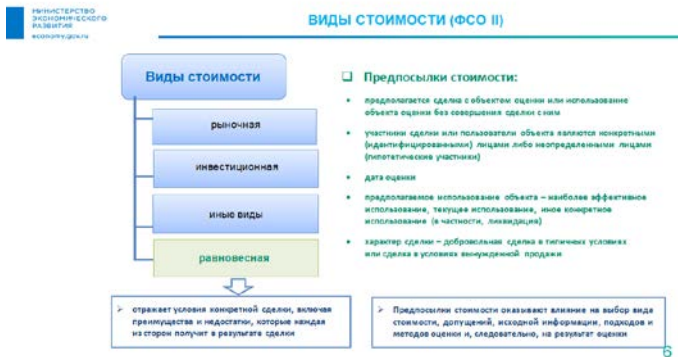 МИНИСТЕРСТВО
ЭКОНОМИЧЕСКОГО
РАЗВИТИЯ
economy.gov.ru
ВИДЫ СТОИМОСТИ (ФСО II)
Виды стоимости
рыночная
инвестиционная
иные виды
равновесная
отражает условия конкретной сделки, включая
преимущества и недостатки, которые каждая
из сторон получит в результате сделки
Предпосылки стоимости:
предполагается сделка с объектом оценки или использование
объекта оценки без совершения сделки с ним
участники сделки или пользователи объекта являются конкретными
(идентифицированными) лицами либо неопределенными лицами
(гипотетические участники)
дата оценки
предполагаемое использование объекта – наиболее эффективное
использование, текущее использование, иное конкретное
использование (в частности, ликвидация)
характер сделки – добровольная сделка в типичных условиях
или сделка в условиях вынужденной продажи
Предпосылки стоимости оказывают влияние на выбор вида
стоимости, допущений, исходной информации, подходов и
методов оценки и, следовательно, на результат оценки
6